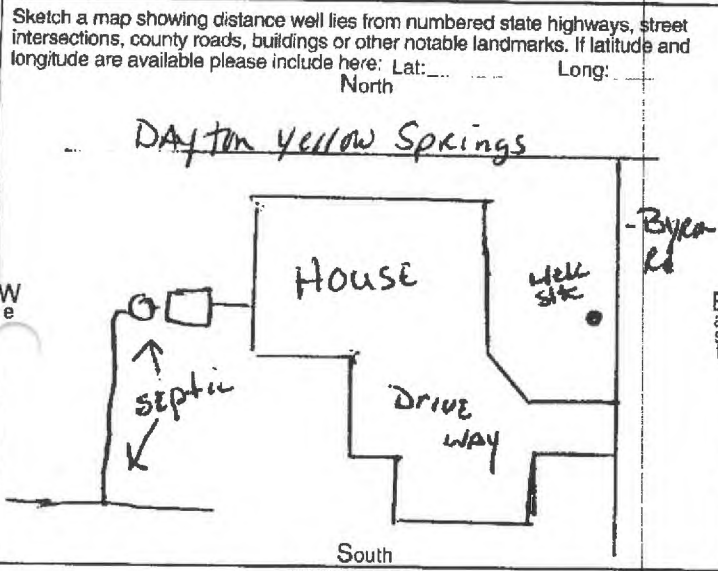 Sketch a map showing distance well lies from numbered state highways, street
intersections, county roads, buildings or other notable landmarks. If latitude and
longitude are available please include here: Lat: Long:
North
DAyton Yellow Springs
- Byron
Rd
HOUSE
Well
site
W
e
septic
DrIVE
WAY
E
a
s
t
South